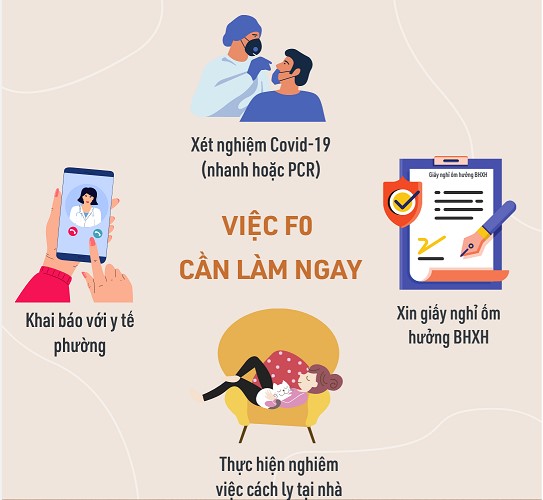 Xét nghiệm Covid-19
(nhanh hoặc PCR)
Giấy nghỉ ốm hưởng BHXH
VIỆC F0
CẦN LÀM NGAY
Khai báo với y tế
phường
Xin giấy nghỉ ốm
hưởng BHXH
Thực hiện nghiêm
việc cách ly tại nhà